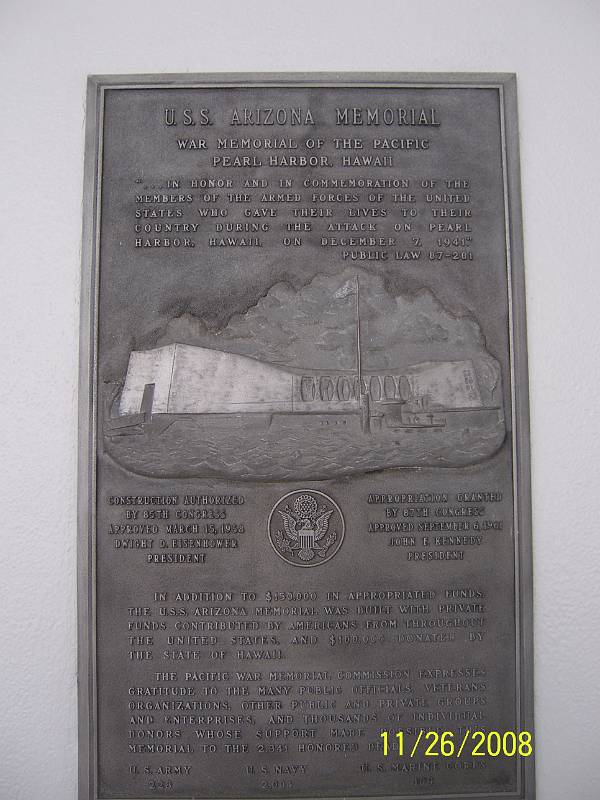 U.S.S. ARIZONA MEMORIAL
WAR MEMORIAL OF THE PACIFIC
PEARL HARBOR, HAWAII
"...IN HONOR AND IN COMMEMORATION OF THE
MEMBERS OF THE ARMED FORCES OF THE UNITED
STATES WHO GAVE THEIR LIVES TO THEIR
COUNTRY DURING THE ATTACK ON PEARL
HARBOR, HAWAII, ON DECEMBER 7, 1941"
PUBLIC LAW 87-201
CONSTRUCTION AUTHORIZED
BY 85TH CONGRESS
APPROVED MARCH 15, 1958
DWIGHT D. EISENHOWER
PRESIDENT
APPROPRIATION GRANTED
BY 87TH CONGRESS
APPROVED SEPTEMBER 6, 1961
JOHN F. KENNEDY
PRESIDENT
IN ADDITION TO $150,000 IN APPROPRIATED FUNDS,
THE U.S.S. ARIZONA MEMORIAL WAS BUILT WITH PRIVATE
FUNDS CONTRIBUTED BY AMERICANS FROM THROUGHOUT
THE UNITED STATES, AND $100,000 DONATED BY
THE STATE OF HAWAII.
THE PACIFIC WAR MEMORIAL COMMISSION EXPRESSES
GRATITUDE TO THE MANY PUBLIC OFFICIALS, VETERANS
ORGANIZATIONS, OTHER PUBLIC AND PRIVATE GROUPS
AND ENTERPRISES, AND THOUSANDS OF INDIVIDUAL
DONORS WHOSE SUPPORT MADE POSSIBLE THIS
MEMORIAL TO THE 2,341 HONORED
11/26/2008
U.S. ARMY U.S. NAVY U.S. MARINE CORPS
228